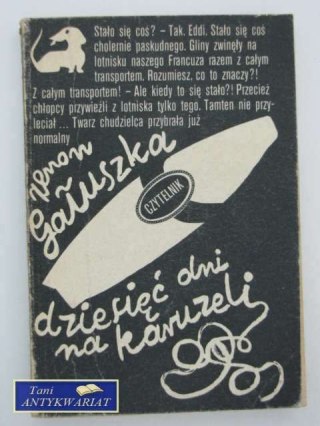 Stało się coś? – Tak. Eddi. Stało się coś
cholernie paskudnego. Gliny zwinęły na
lotnisku naszego Francuza razem z całym
transportem. Rozumiesz, co to znaczy?!
Z całym transportem! – Ale kiedy to się stało?! Przecież
chłopcy przywieźli z lotniska tylko tego. Tamten nie przy-
leciał ... Twarz chudzielca przybrała już
normalny
zenon
Gałuszka
CZYTELNIK
dziesięć dni
na karuzeli
Tani
ANTYKWARIAT